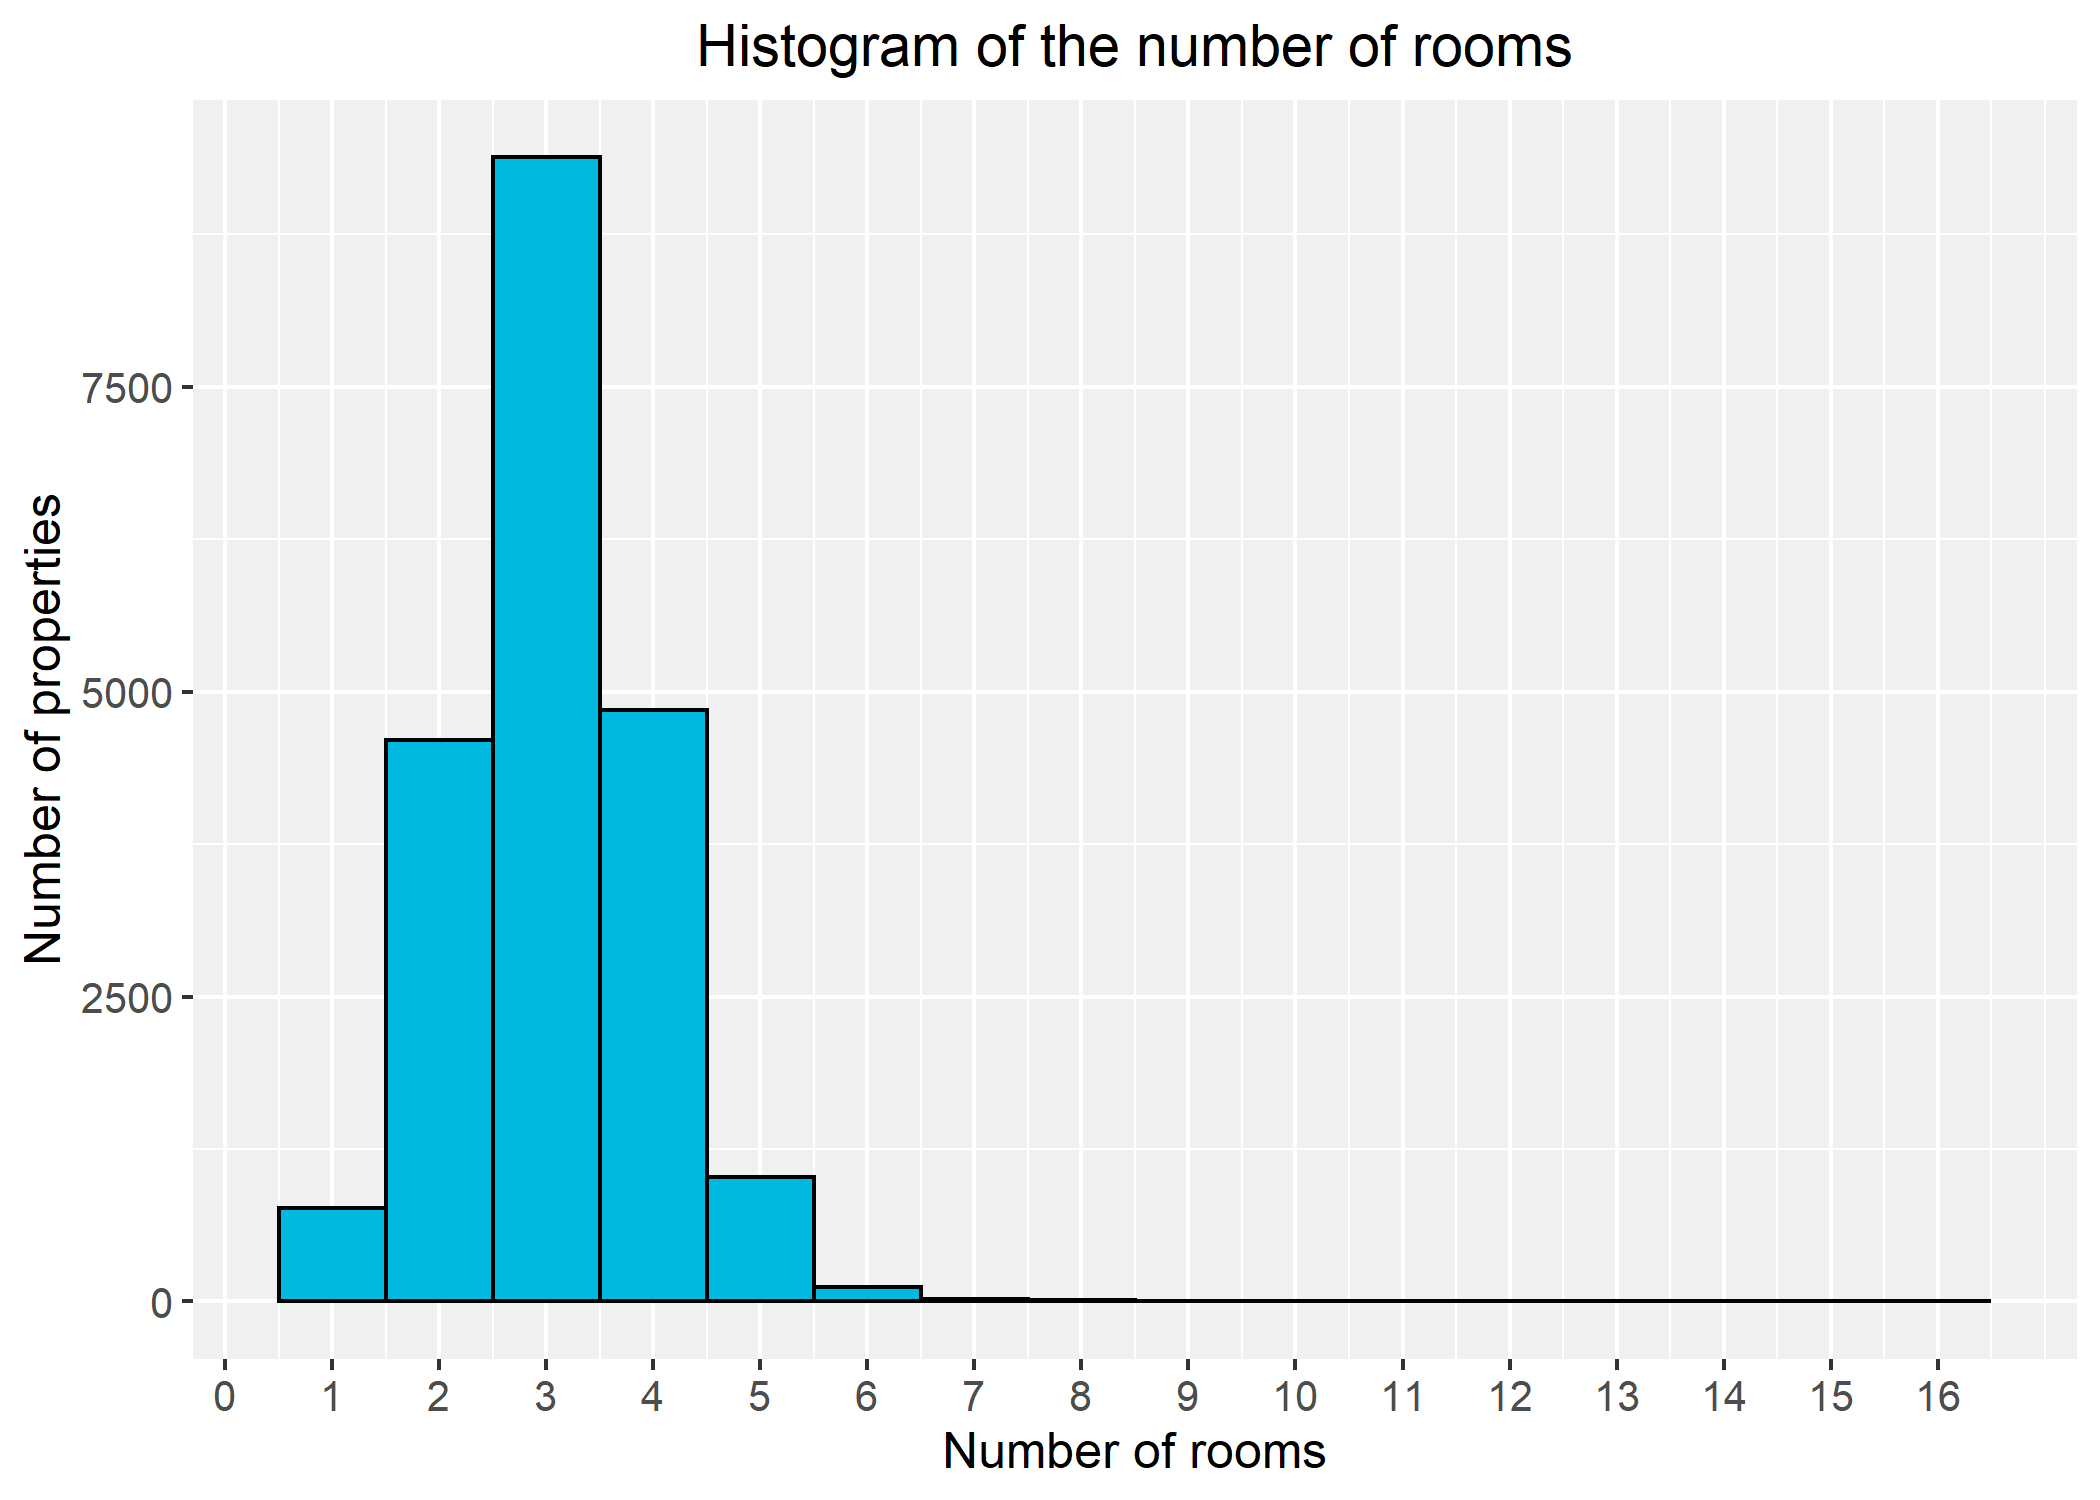 Histogram of the number of rooms
Number of properties
7500
5000
2500
0
0 1 2 3 4 5 6 7 8 9 10 11 12 13 14 15 16
Number of rooms